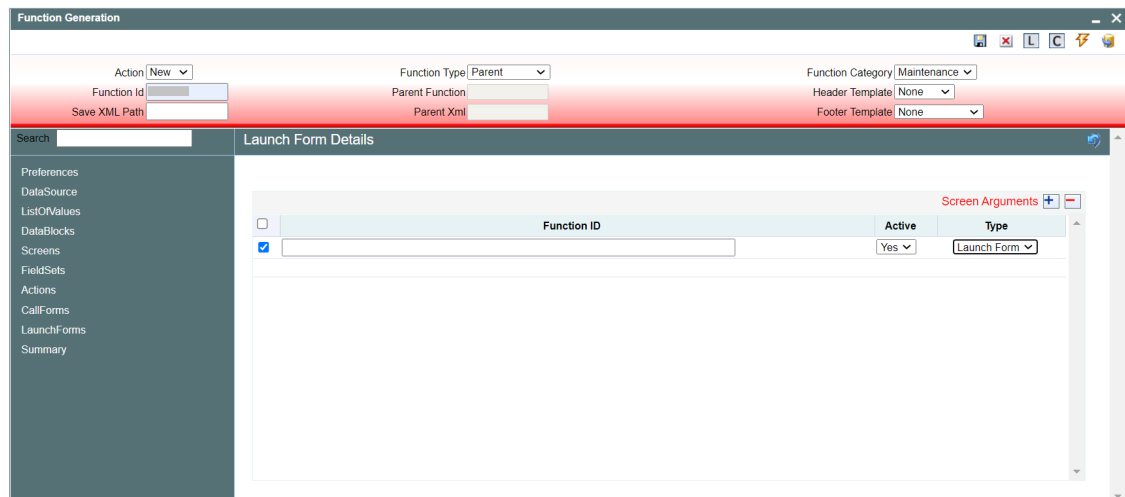 Function Generation
L C
Action New Function Type Parent Function Category Maintenance
Function Id Parent Function Header Template None
Save XML Path Parent Xml Footer Template None
Search Launch Form Details
Preferences
DataSource
ListOfValues
DataBlocks
Screens
FieldSets
Actions
CallForms
LaunchForms
Summary
Screen Arguments
Function ID Active Type
Yes Launch Form